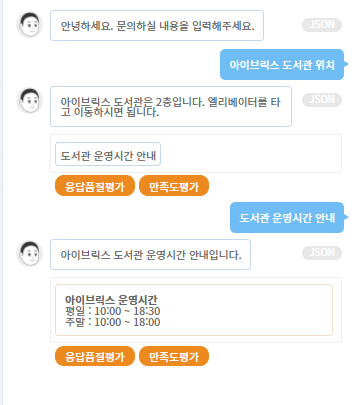 안녕하세요. 문의하실 내용을 입력해주세요.
JSON
아이브릭스 도서관 위치
아이브릭스 도서관은 2층입니다. 엘리베이터를 타
고 이동하시면 됩니다.
JSON
도서관 운영시간 안내
응답품질평가 만족도평가
도서관 운영시간 안내
아이브릭스 도서관 운영시간 안내입니다.
JSON
아이브릭스 운영시간
평일 : 10:00 ~ 18:30
주말 : 10:00 ~ 18:00
응답품질평가 만족도평가